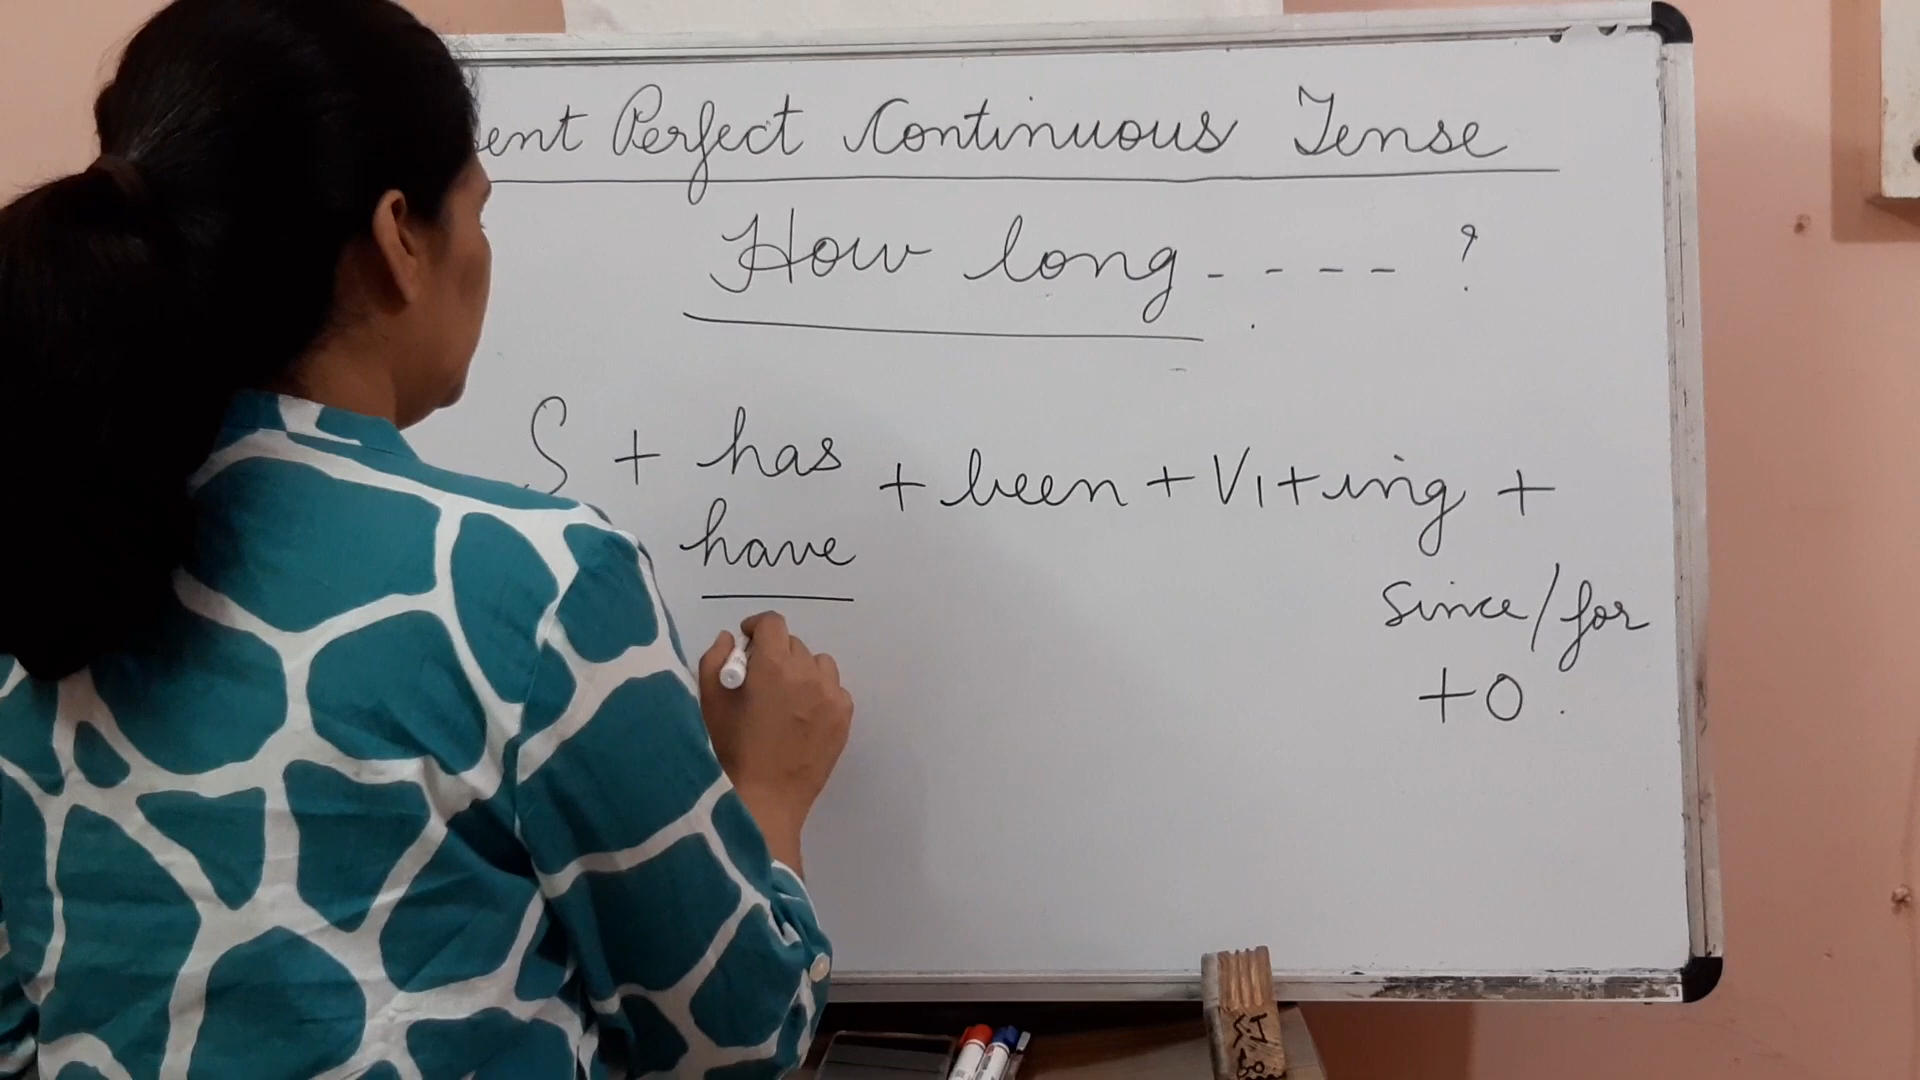 ent Perfect Continuous Tense
How long - - - - ?
S + has + been + V1 + ing +
have
since/for
+ O.
S.I